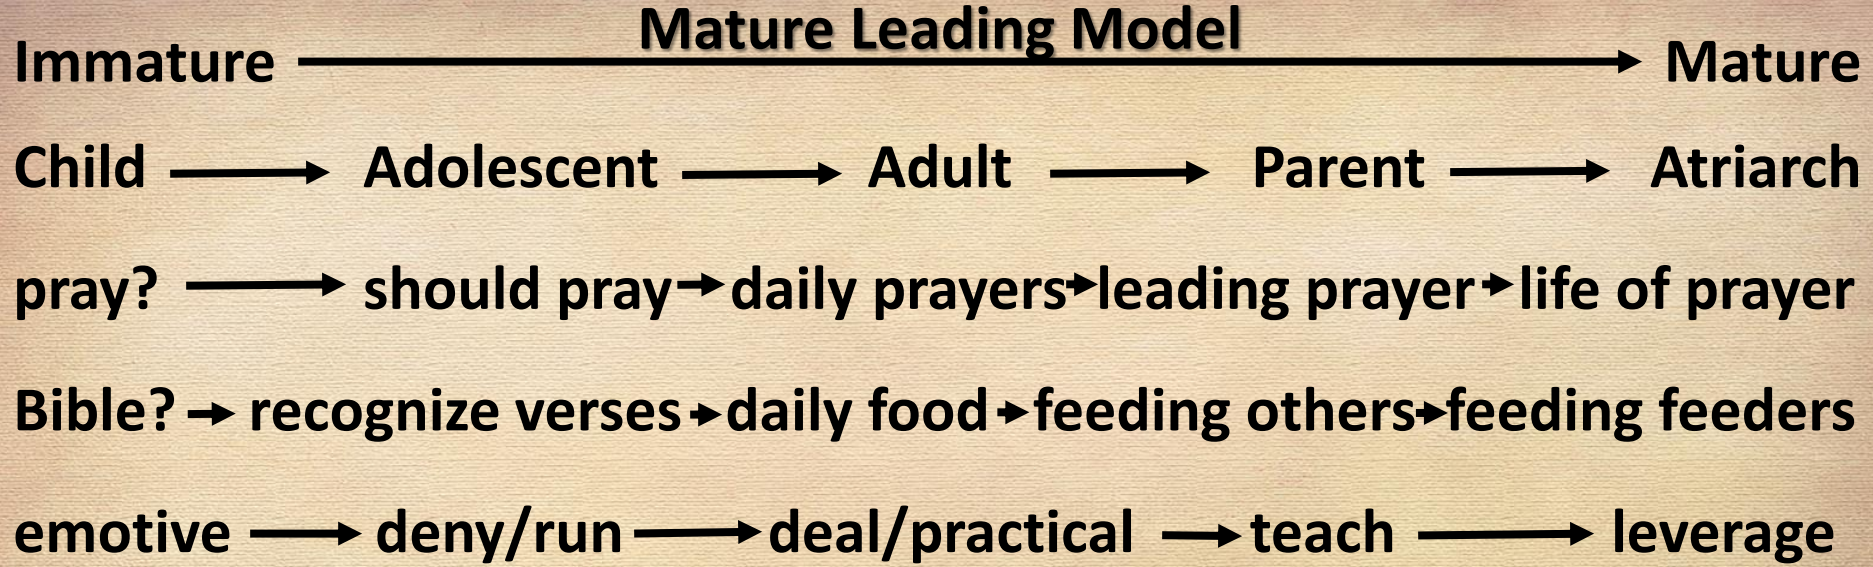 Mature Leading Model
Immature Mature
Child Adolescent Adult Parent Atriarch
pray? should pray daily prayers leading prayer life of prayer
Bible? recognize verses daily food feeding others feeding feeders
emotive deny/run deal/practical teach leverage